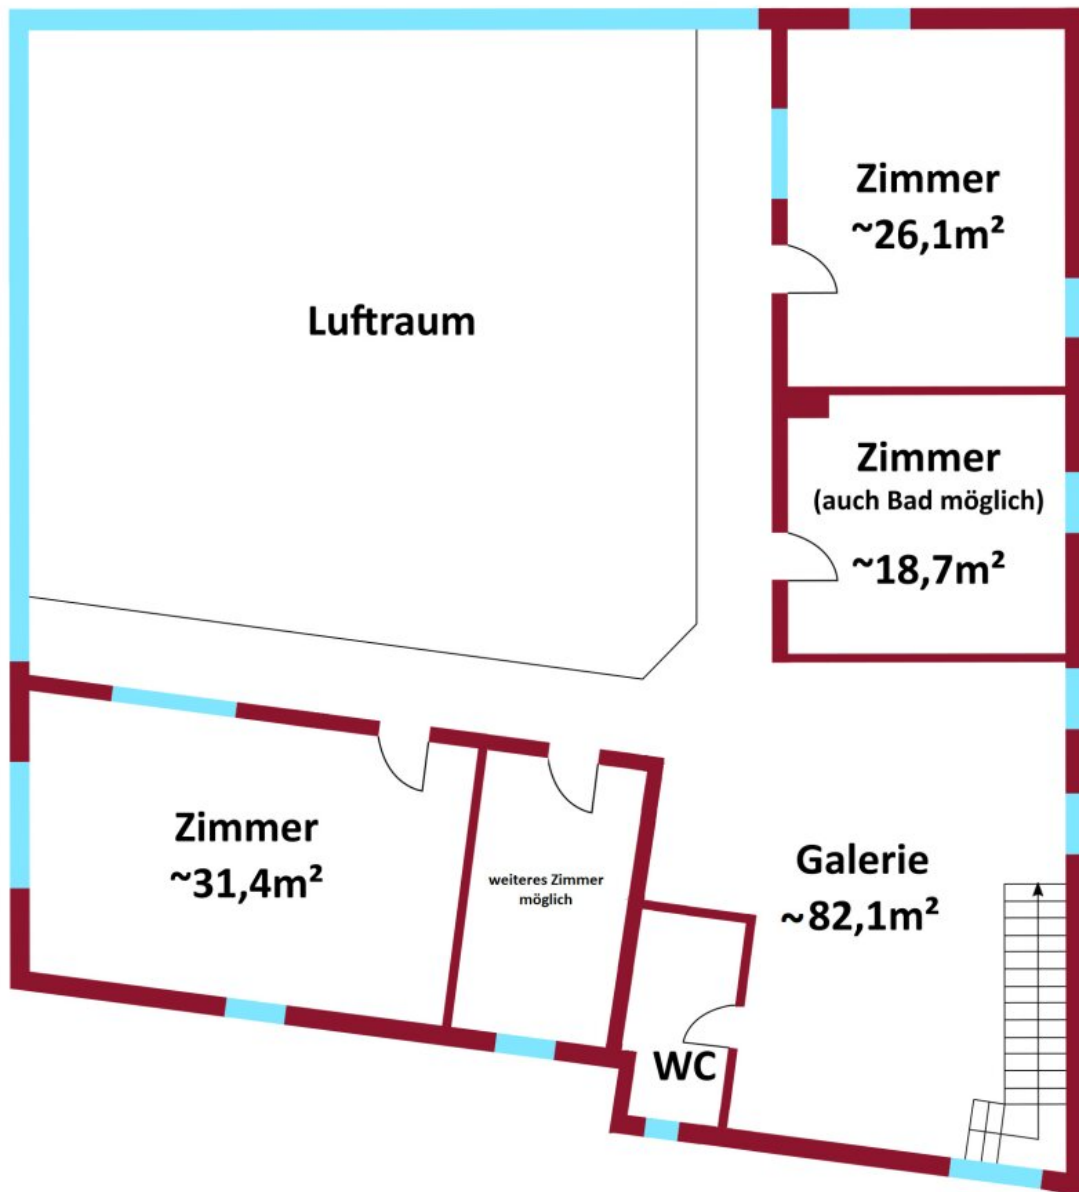 Zimmer
~26,1m²
Luftraum
Zimmer
(auch Bad möglich)
~18,7m²
Zimmer
~31,4m²
weiteres Zimmer
möglich
Galerie
~82,1m²
WC